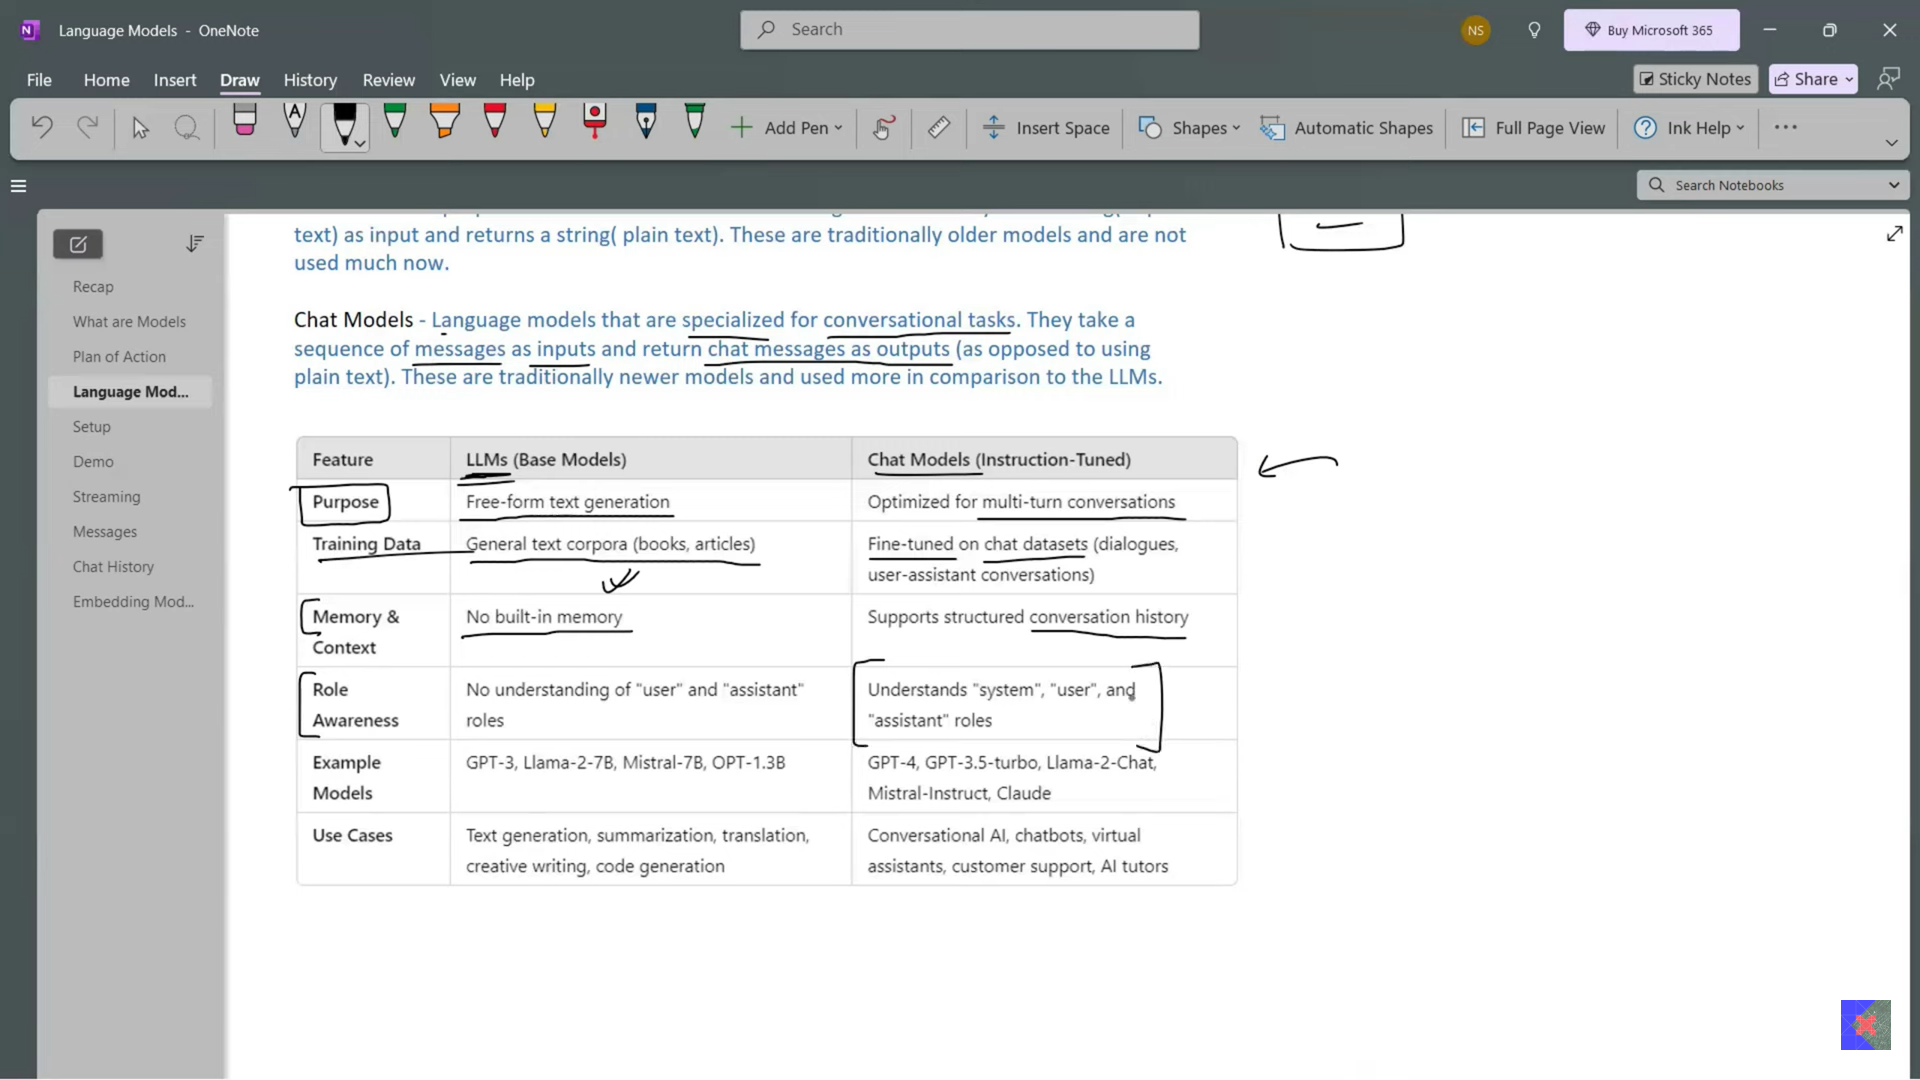 Language Models - OneNote
Search
NS
Buy Microsoft 365
File Home Insert Draw History Review View Help
Sticky Notes
Share
A
Add Pen
Insert Space
Shapes
Automatic Shapes
Full Page View
Ink Help
Search Notebooks
Recap
What are Models
Plan of Action
Language Mod...
Setup
Demo
Streaming
Messages
Chat History
Embedding Mod...
text) as input and returns a string( plain text). These are traditionally older models and are not
used much now.
Chat Models - Language models that are specialized for conversational tasks. They take a
sequence of messages as inputs and return chat messages as outputs (as opposed to using
plain text). These are traditionally newer models and used more in comparison to the LLMs.
Feature LLMs (Base Models) Chat Models (Instruction-Tuned)
Purpose Free-form text generation Optimized for multi-turn conversations
Training Data General text corpora (books, articles) Fine-tuned on chat datasets (dialogues,
user-assistant conversations)
Memory & No built-in memory Supports structured conversation history
Context
Role No understanding of "user" and "assistant" Understands "system", "user", and
Awareness roles "assistant" roles
Example GPT-3, Llama-2-7B, Mistral-7B, OPT-1.3B GPT-4, GPT-3.5-turbo, Llama-2-Chat,
Models Mistral-Instruct, Claude
Use Cases Text generation, summarization, translation, Conversational AI, chatbots, virtual
creative writing, code generation assistants, customer support, AI tutors